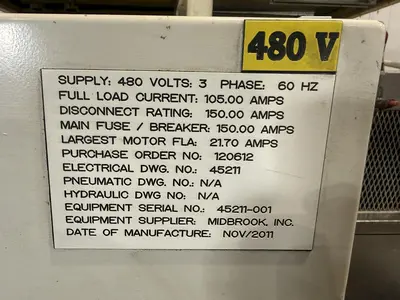 480 V
SUPPLY: 480 VOLTS: 3 PHASE: 60 HZ
FULL LOAD CURRENT: 105.00 AMPS
DISCONNECT RATING: 150.00 AMPS
MAIN FUSE / BREAKER: 150.00 AMPS
LARGEST MOTOR FLA: 21.70 AMPS
PURCHASE ORDER NO: 120612
ELECTRICAL DWG. NO.: 45211
PNEUMATIC DWG. NO.: N/A
HYDRAULIC DWG NO: N/A
EQUIPMENT SERIAL NO.: 45211-001
EQUIPMENT SUPPLIER: MIDBROOK, INC.
DATE OF MANUFACTURE: NOV/2011